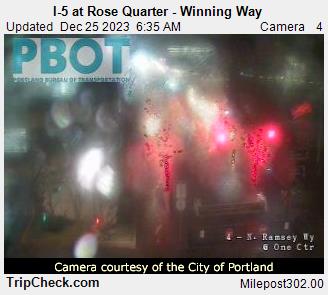 I-5 at Rose Quarter - Winning Way
Updated Dec 25 2023 6:35 AM Camera 4
PBOT
PORTLAND BUREAU OF TRANSPORTATION
4 - N. Ramsey Wy
@ One Ctr
Camera courtesy of the City of Portland
TripCheck.com Milepost302.00